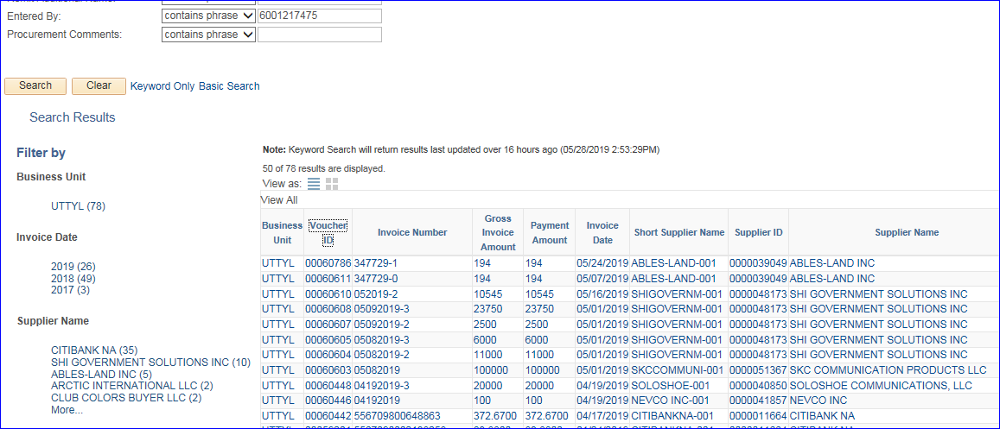 Entered By: contains phrase 6001217475
Procurement Comments: contains phrase
Search Clear Keyword Only Basic Search
Search Results
Filter by
Business Unit
UTTYL (78)
Invoice Date
2019 (26)
2018 (49)
2017 (3)
Supplier Name
CITIBANK NA (35)
SHI GOVERNMENT SOLUTIONS INC (10)
ABLES-LAND INC (5)
ARCTIC INTERNATIONAL LLC (2)
CLUB COLORS BUYER LLC (2)
More...
Note: Keyword Search will return results last updated over 16 hours ago (05/28/2019 2:53:29PM)
50 of 78 results are displayed.
View as:
View All
Business Unit Voucher ID Invoice Number Gross Invoice Amount Payment Amount Invoice Date Short Supplier Name Supplier ID Supplier Name
UTTYL 00060786 347729-1 194 194 05/24/2019 ABLES-LAND-001 0000039049 ABLES-LAND INC
UTTYL 00060611 347729-0 194 194 05/07/2019 ABLES-LAND-001 0000039049 ABLES-LAND INC
UTTYL 00060610 052019-2 10545 10545 05/16/2019 SHIGOVERNM-001 0000048173 SHI GOVERNMENT SOLUTIONS INC
UTTYL 00060608 05092019-3 23750 23750 05/01/2019 SHIGOVERNM-001 0000048173 SHI GOVERNMENT SOLUTIONS INC
UTTYL 00060607 05092019-2 2500 2500 05/01/2019 SHIGOVERNM-001 0000048173 SHI GOVERNMENT SOLUTIONS INC
UTTYL 00060605 05082019-3 6000 6000 05/01/2019 SHIGOVERNM-001 0000048173 SHI GOVERNMENT SOLUTIONS INC
UTTYL 00060604 05082019-2 11000 11000 05/01/2019 SHIGOVERNM-001 0000048173 SHI GOVERNMENT SOLUTIONS INC
UTTYL 00060603 05082019 100000 100000 05/01/2019 SKCCOMMUNI-001 0000051367 SKC COMMUNICATION PRODUCTS LLC
UTTYL 00060448 04192019-3 20000 20000 04/19/2019 SOLOSHOE-001 0000040850 SOLOSHOE COMMUNICATIONS, LLC
UTTYL 00060446 04192019 100 100 04/19/2019 NEVCO INC-001 0000041857 NEVCO INC
UTTYL 00060442 556709800648863 372.6700 372.6700 04/17/2019 CITIBANKNA-001 0000011664 CITIBANK NA